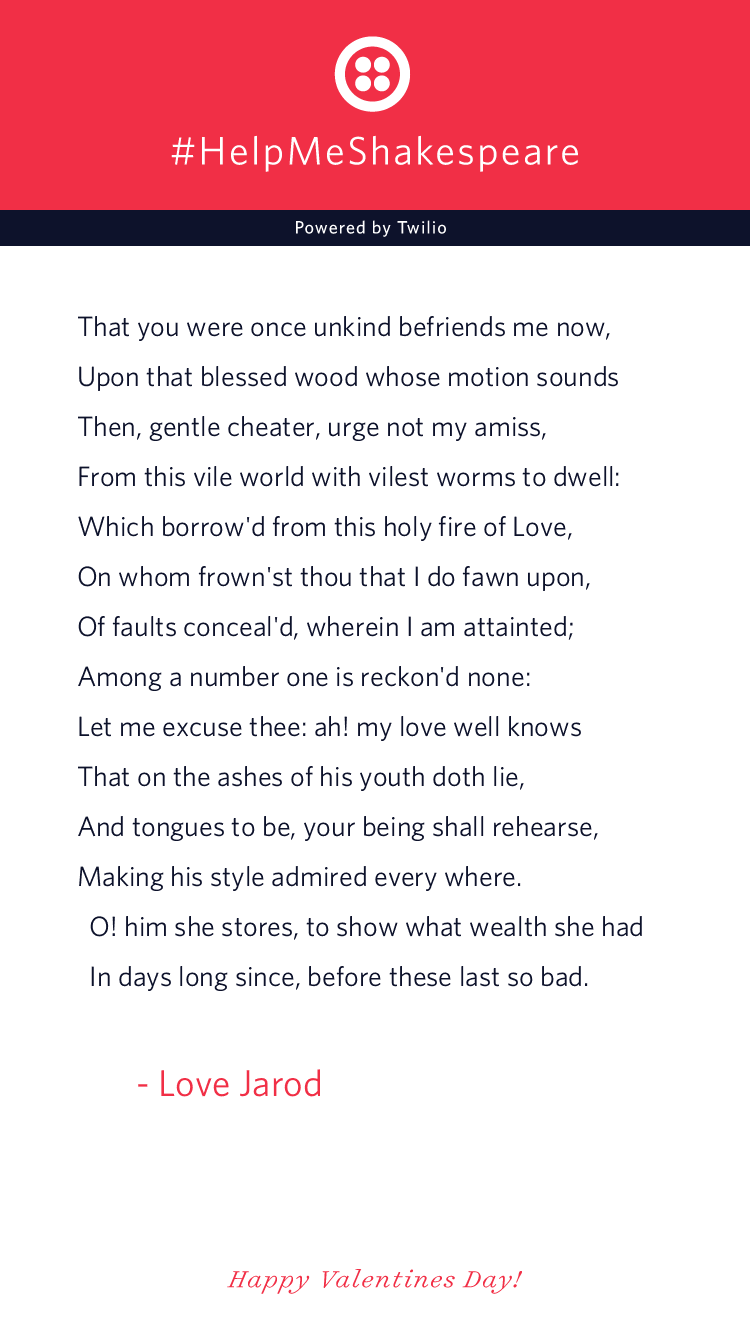 #HelpMeShakespeare
Powered by Twilio
That you were once unkind befriends me now,
Upon that blessed wood whose motion sounds
Then, gentle cheater, urge not my amiss,
From this vile world with vilest worms to dwell:
Which borrow'd from this holy fire of Love,
On whom frown'st thou that I do fawn upon,
Of faults conceal'd, wherein I am attainted;
Among a number one is reckon'd none:
Let me excuse thee: ah! my love well knows
That on the ashes of his youth doth lie,
And tongues to be, your being shall rehearse,
Making his style admired every where.
O! him she stores, to show what wealth she had
In days long since, before these last so bad.
- Love Jarod
Happy Valentines Day!